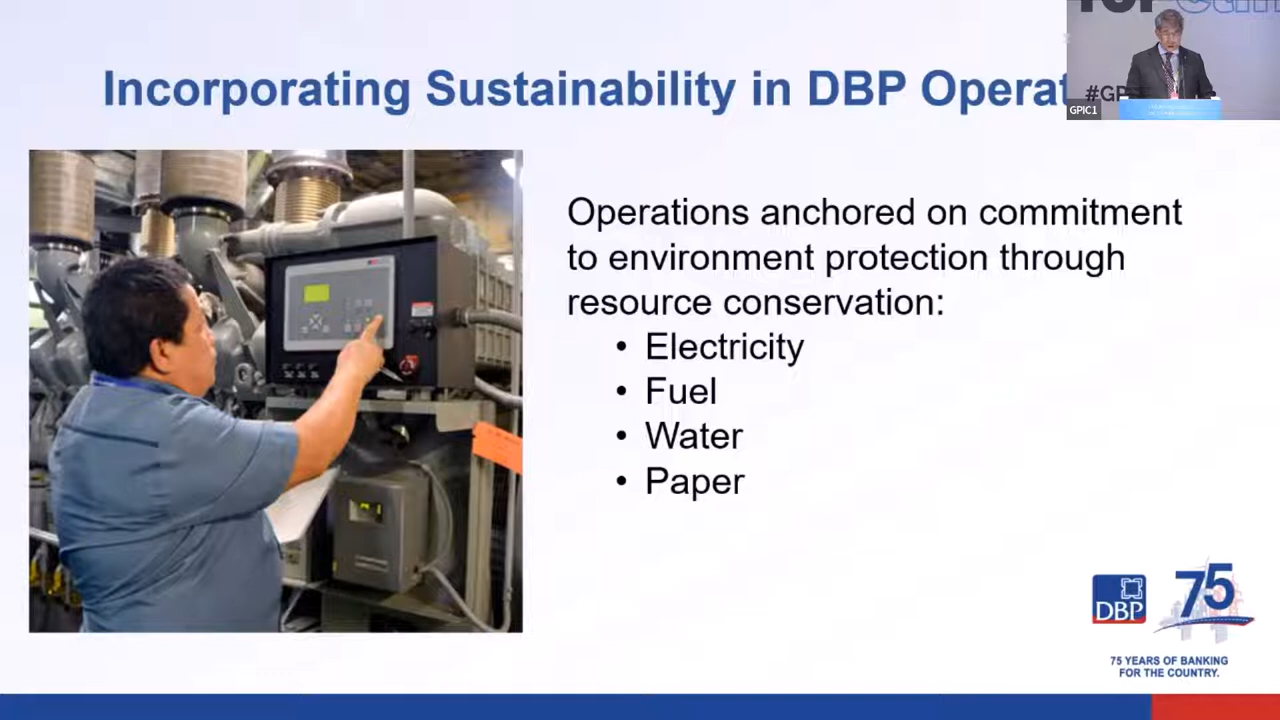 Incorporating Sustainability in DBP Operat
#GP
GPIC1
Operations anchored on commitment
to environment protection through
resource conservation:
• Electricity
• Fuel
• Water
• Paper
DBP
75
75 YEARS OF BANKING
FOR THE COUNTRY.